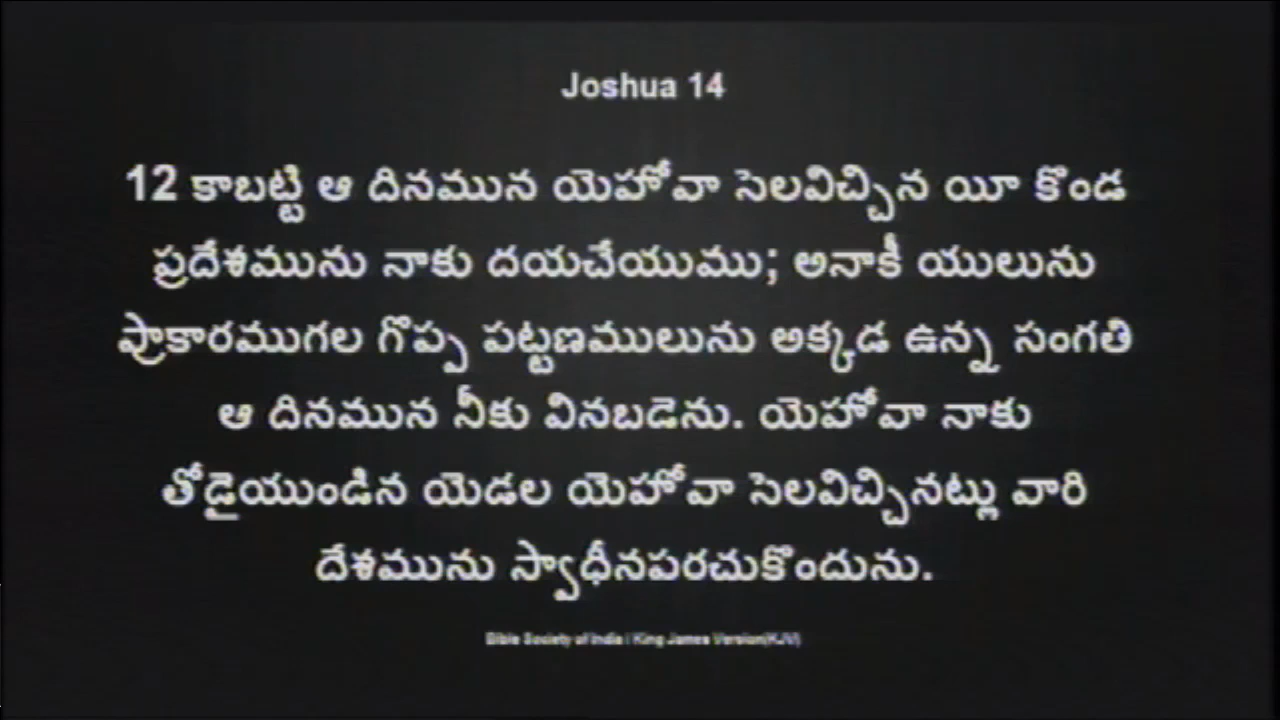 Joshua 14
12 కాబట్టి ఆ దినమున యెహోవా సెలవిచ్చిన యీ కొండ
ప్రదేశమును నాకు దయచేయుము; అనాకీ యులును
ప్రాకారముగల గొప్ప పట్టణములును అక్కడ ఉన్న సంగతి
ఆ దినమున నీకు వినబడెను. యెహోవా నాకు
తోడైయుండిన యెడల యెహోవా సెలవిచ్చినట్లు వారి
దేశమును స్వాధీనపరచుకొందును.
Bible Society of India | King James Version(KJV)